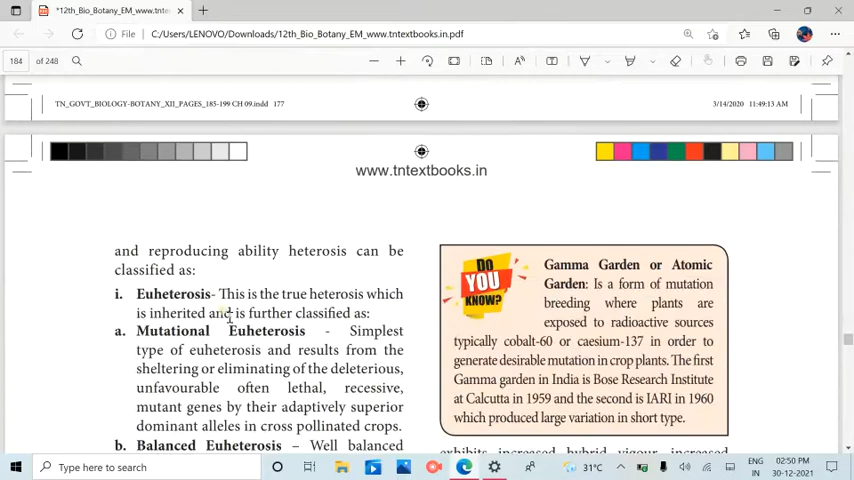 *12th_Bio_Botany_EM_www.tntex
File
C:/Users/LENOVO/Downloads/12th_Bio_Botany_EM_www.tntextbooks.in.pdf
184 of 248
TN_GOVT_BIOLOGY-BOTANY_XII_PAGES_185-199 CH 09.indd 177
3/14/2020 11:49:13 AM
www.tntextbooks.in
and reproducing ability heterosis can be
classified as:
i. Euheterosis- This is the true heterosis which
is inherited and is further classified as:
a. Mutational Euheterosis - Simplest
type of euheterosis and results from the
sheltering or eliminating of the deleterious,
unfavourable often lethal, recessive,
mutant genes by their adaptively superior
dominant alleles in cross pollinated crops.
b. Balanced Euheterosis – Well balanced
DO
YOU
KNOW?
Gamma Garden or Atomic
Garden: Is a form of mutation
breeding where plants are
exposed to radioactive sources
typically cobalt-60 or caesium-137 in order to
generate desirable mutation in crop plants. The first
Gamma garden in India is Bose Research Institute
at Calcutta in 1959 and the second is IARI in 1960
which produced large variation in short type.
exhibits increased hybrid vigour, increased
Type here to search
31°C
ENG
IN
02:50 PM
30-12-2021